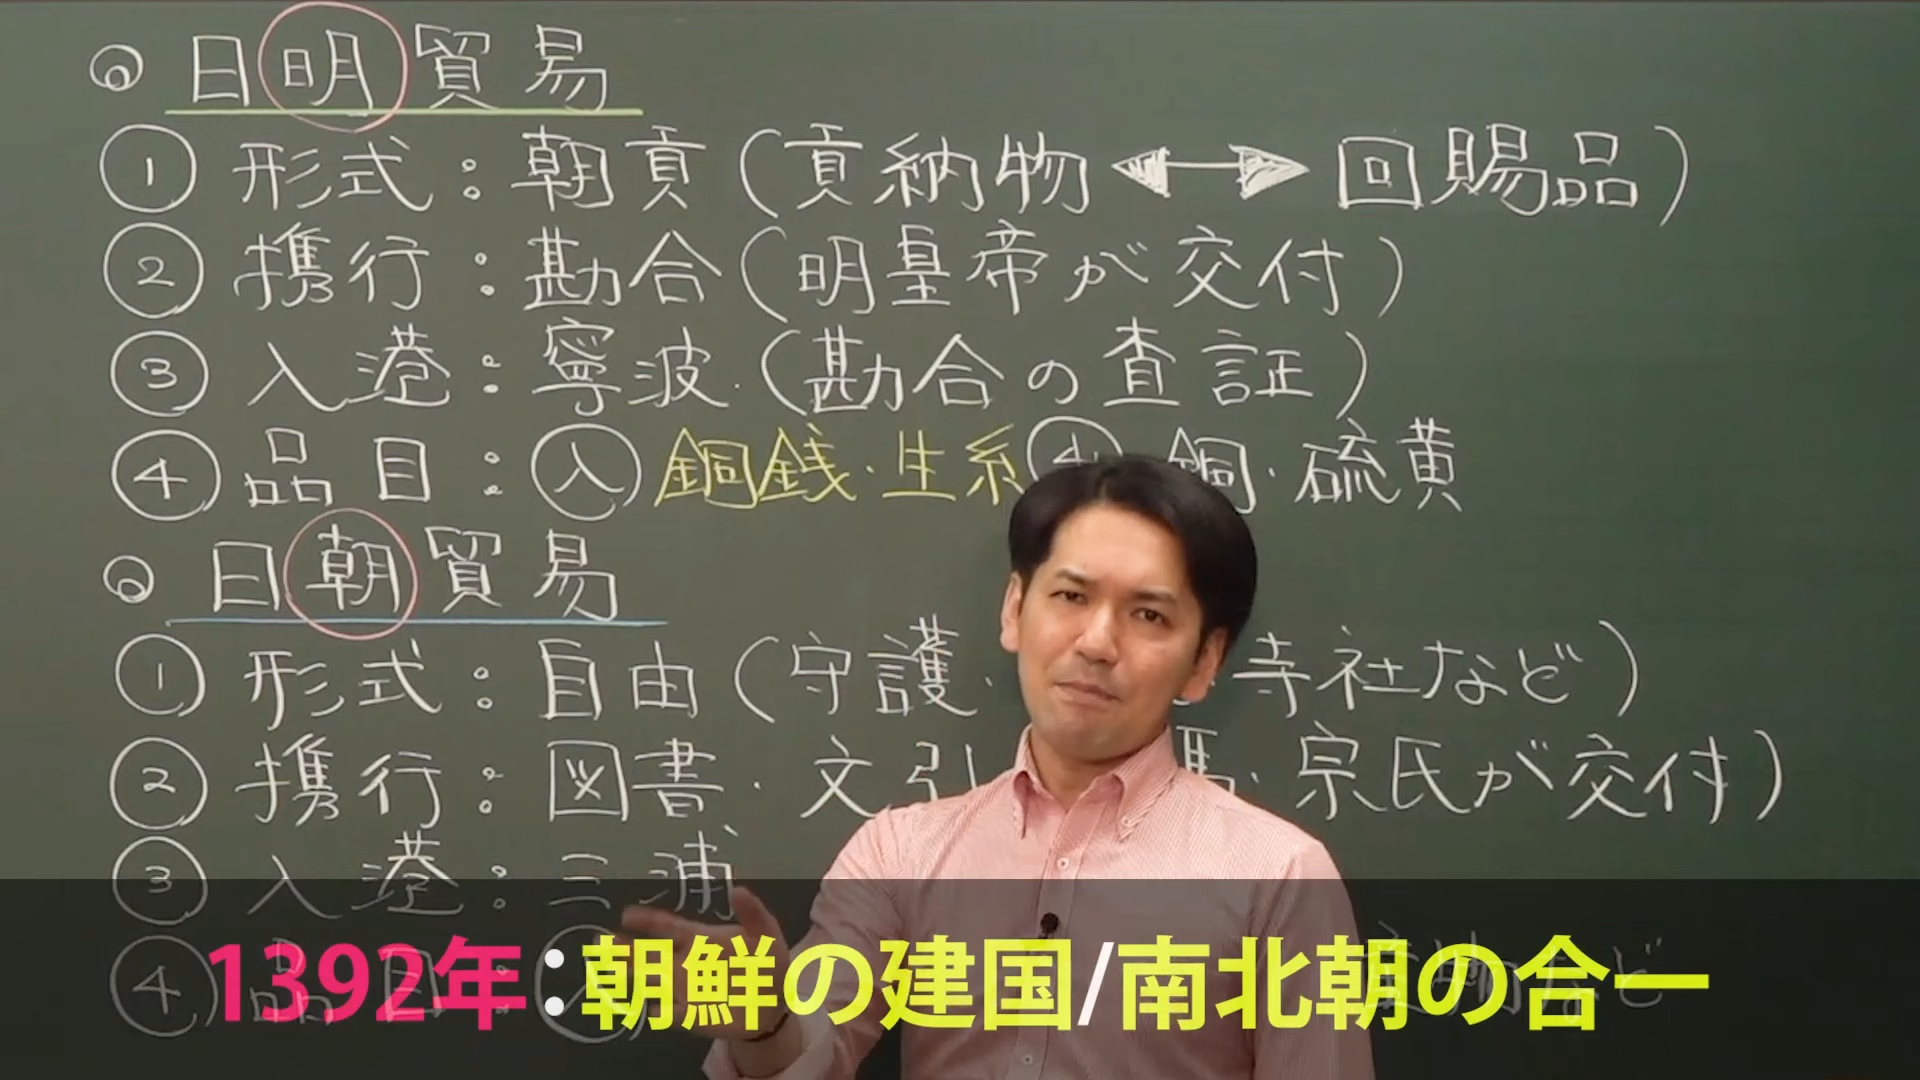 ◎日明貿易
① 形式：朝貢（貢納物↔回賜品）
② 携行：勘合（明皇帝が交付）
③ 入港：寧波（勘合の査証）
④ 品目：入 銅銭・生糸 銅・硫黄
◎日朝貿易
① 形式：自由（守護・寺社など）
② 携行：図書・文引 ・宗氏が交付）
③ 入港：三浦
④ 品目： など
1392年：朝鮮の建国/南北朝の合一